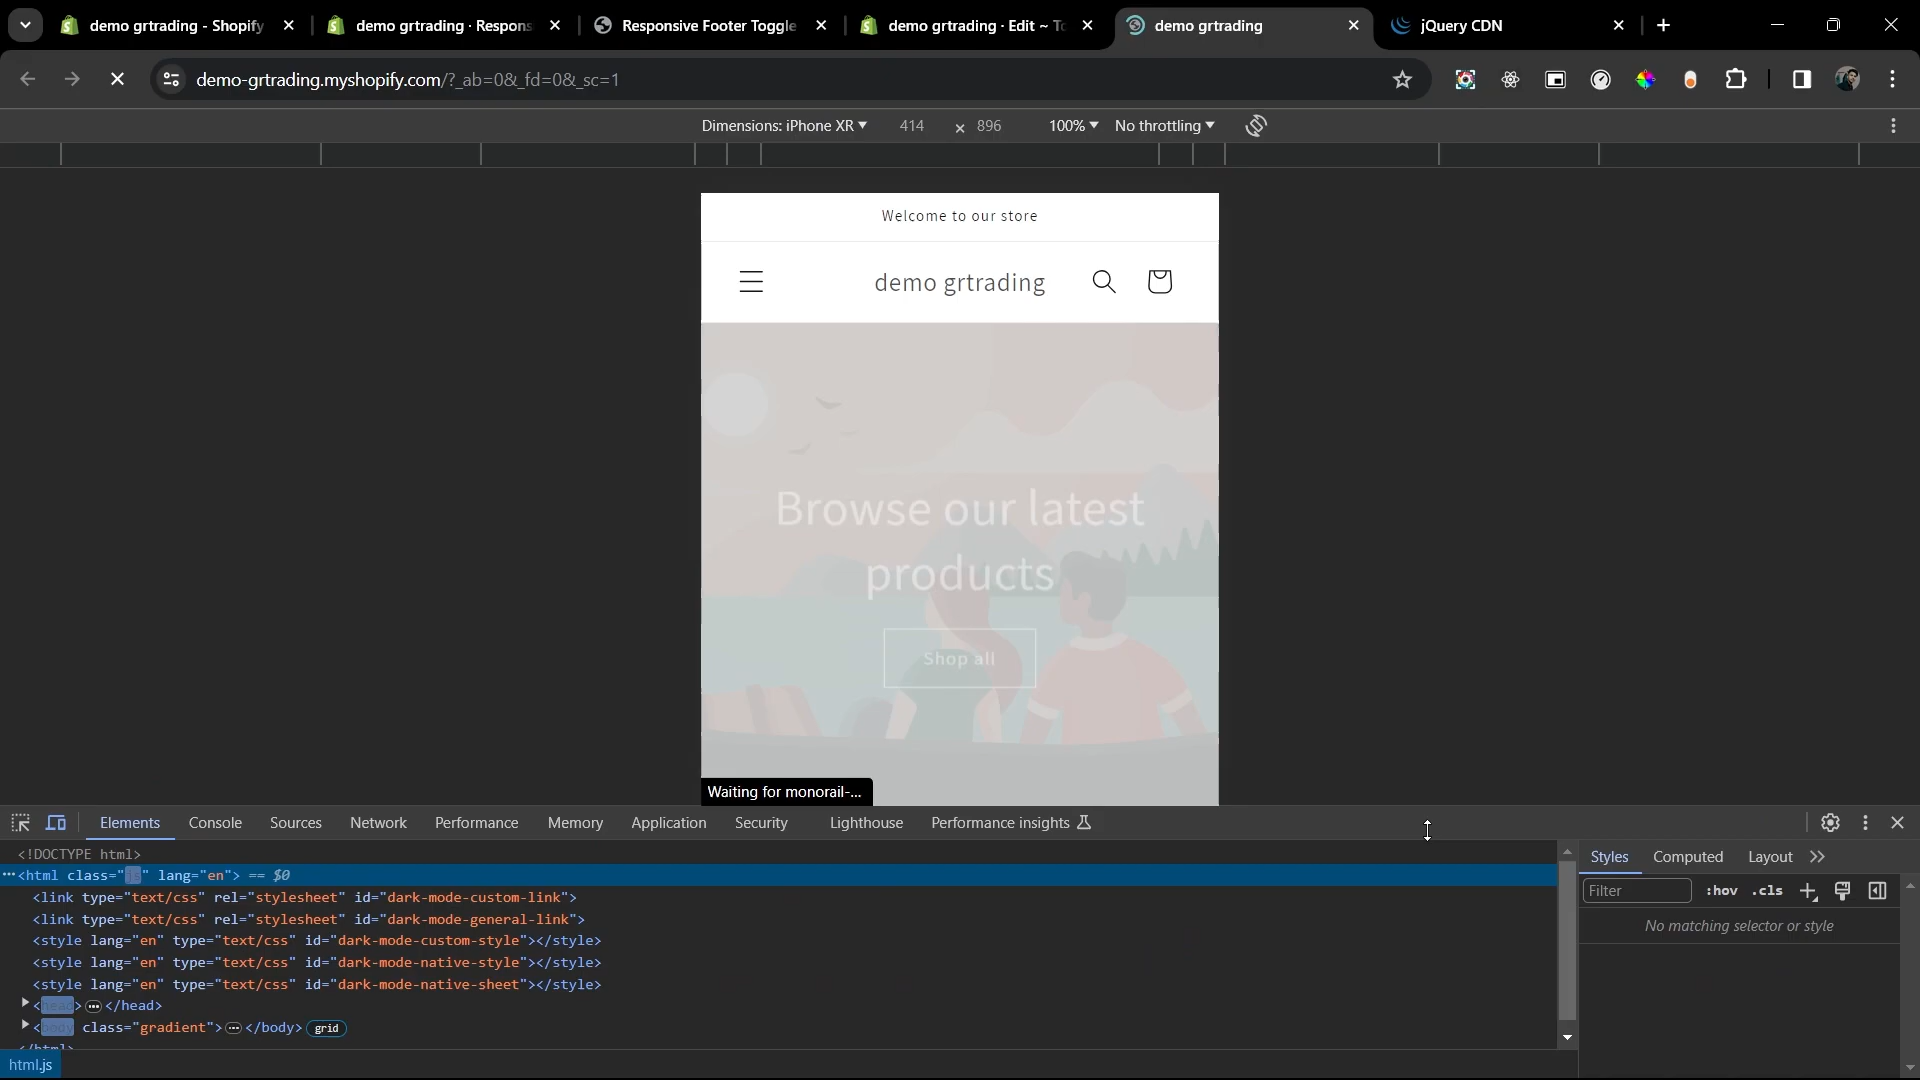 demo grtrading - Shopify
demo grtrading · Respons
Responsive Footer Toggle
demo grtrading · Edit ~ To
demo grtrading
jQuery CDN
demo-grtrading.myshopify.com/?_ab=0&_fd=0&_sc=1
Dimensions: iPhone XR
414
×
896
100%
No throttling
Welcome to our store
demo grtrading
Browse our latest
products
Shop all
Waiting for monorail-...
Elements
Console
Sources
Network
Performance
Memory
Application
Security
Lighthouse
Performance insights
<!DOCTYPE html>
<html class="js" lang="en"> == $0
<link type="text/css" rel="stylesheet" id="dark-mode-custom-link">
<link type="text/css" rel="stylesheet" id="dark-mode-general-link">
<style lang="en" type="text/css" id="dark-mode-custom-style"></style>
<style lang="en" type="text/css" id="dark-mode-native-style"></style>
<style lang="en" type="text/css" id="dark-mode-native-sheet"></style>
<head>…</head>
<body class="gradient">…</body> grid
</html>
html.js
Styles
Computed
Layout
Filter
:hov
.cls
No matching selector or style